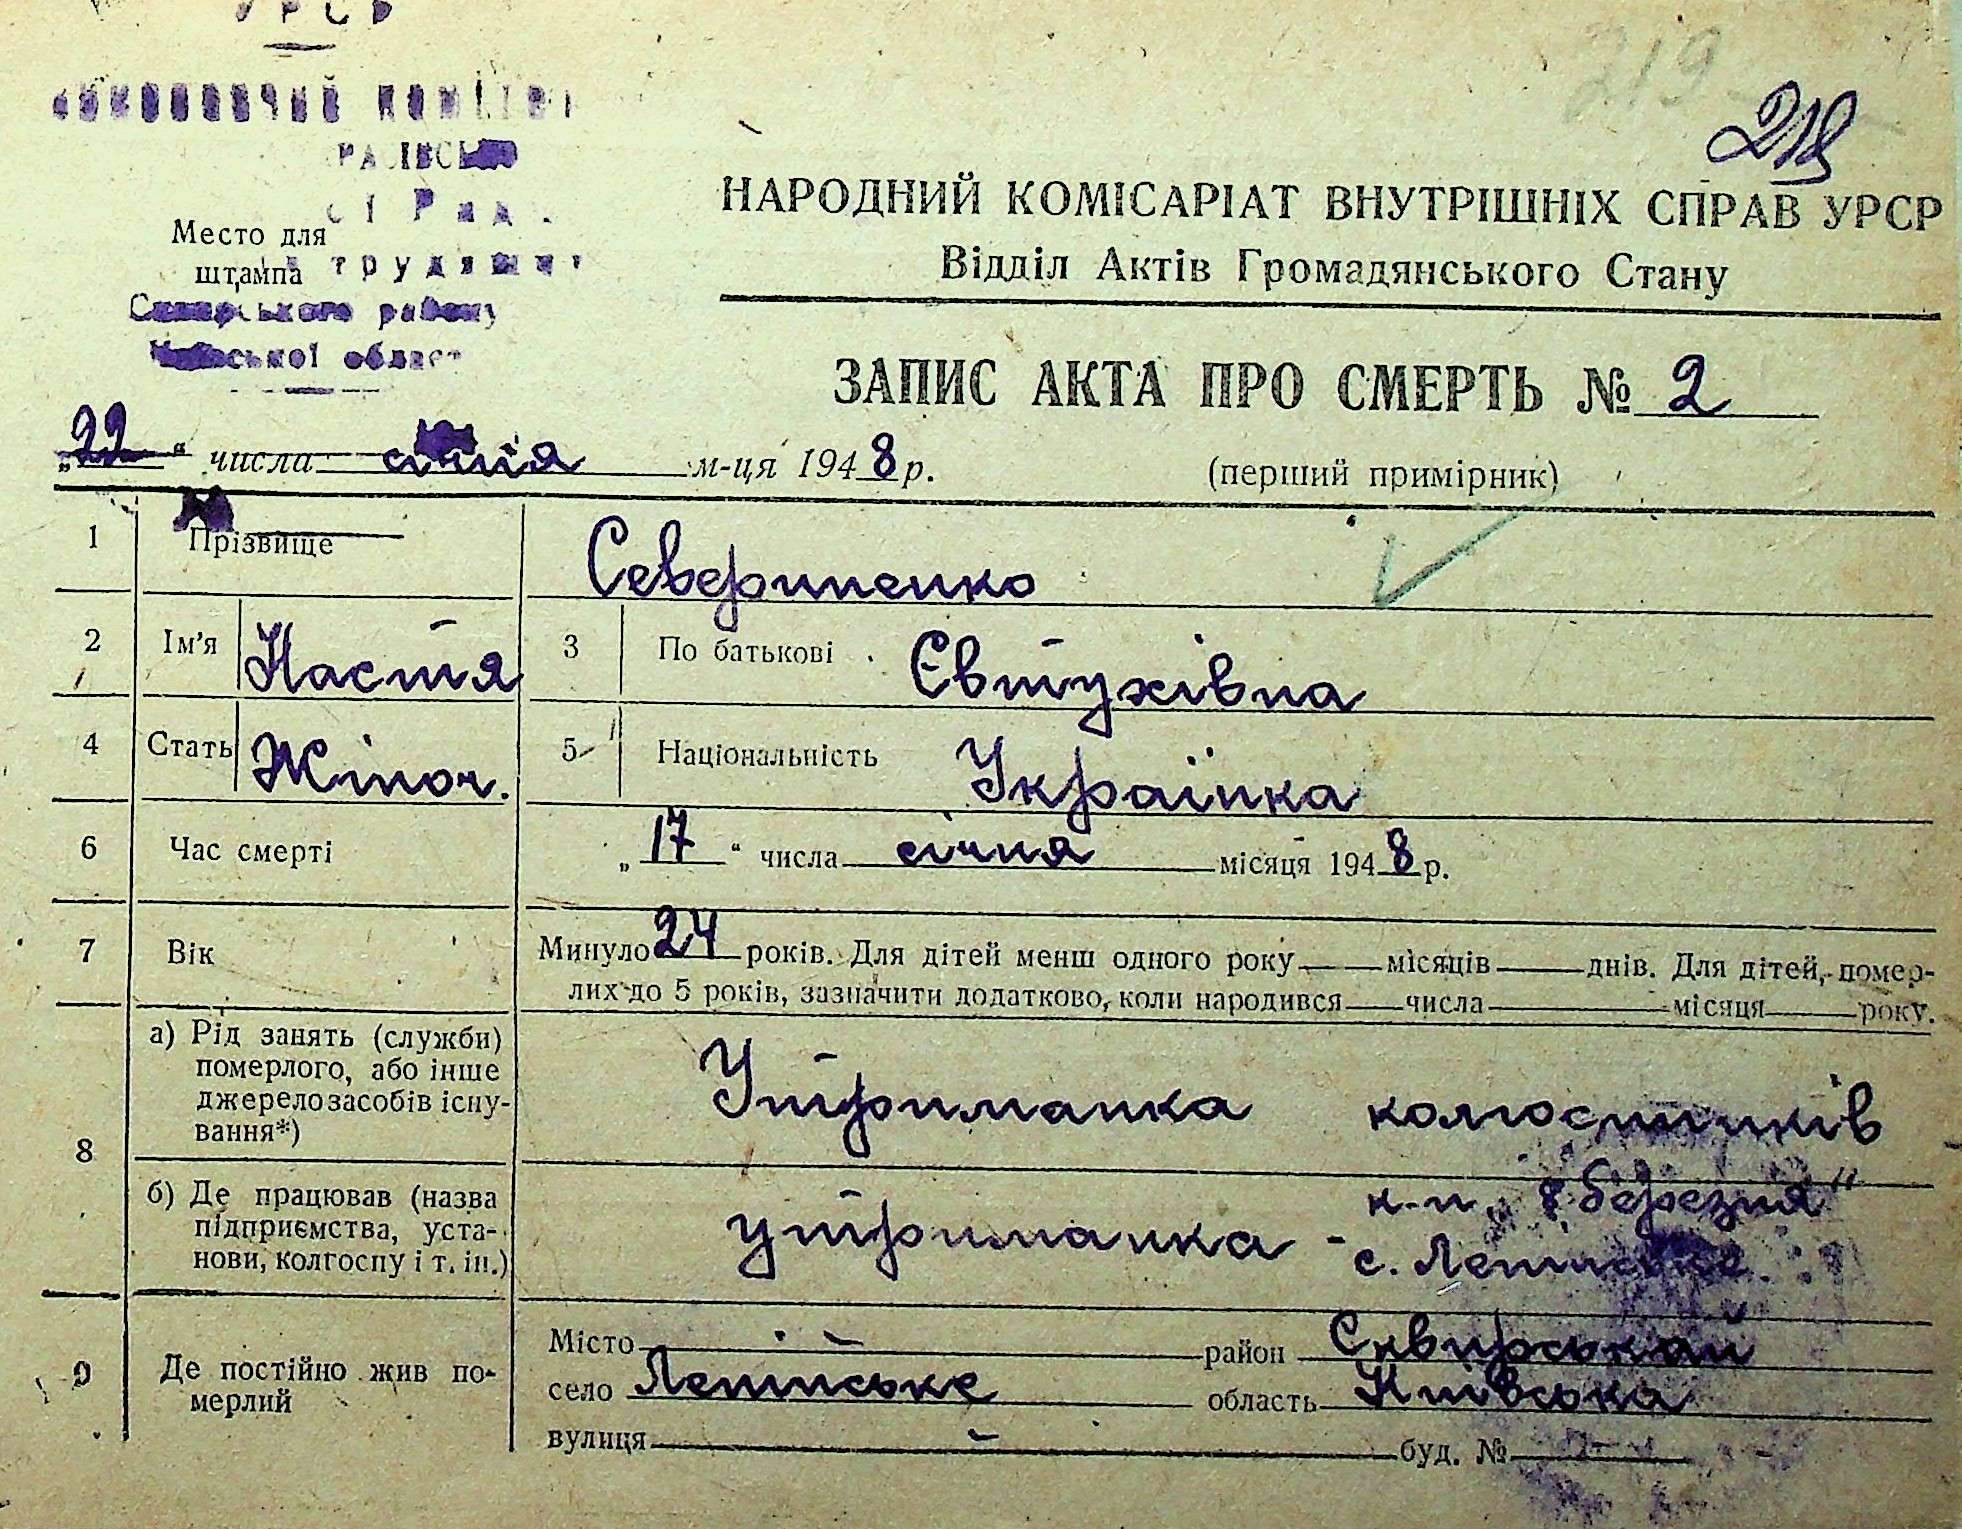 УРСР
219
218
Виконавчий комітет
НАРОДНИЙ КОМІСАРІАТ ВНУТРІШНІХ СПРАВ УРСР
Відділ Актів Громадянського Стану
Место для
штампа
трудящих
Сквирського району
Київської област
ЗАПИС АКТА ПРО СМЕРТЬ № 2
„22“ числа січня м-ця 1948 р.
(перший примірник)
1 Прізвище Севериненко
2 Ім'я Настя 3 По батькові Євтухівна
4 Стать Жіноч. 5 Національність Українка
6 Час смерті „17“ числа січня місяця 1948 р.
7 Вік Минуло 24 років. Для дітей менш одного року місяців днів. Для дітей, помер-
лих до 5 років, зазначити додатково, коли народився числа місяця року.
8 а) Рід занять (служби)
померлого, або інше
джерело засобів існу-
вання*)
Утриманка колгоспників
б) Де працював (назва
підприємства, уста-
нови, колгоспу і т. ін.)
утриманка - к-п „8 березня"
с.
9 Де постійно жив по-
мерлий
Місто район Сквирський
село область Київська
вулиця буд. №